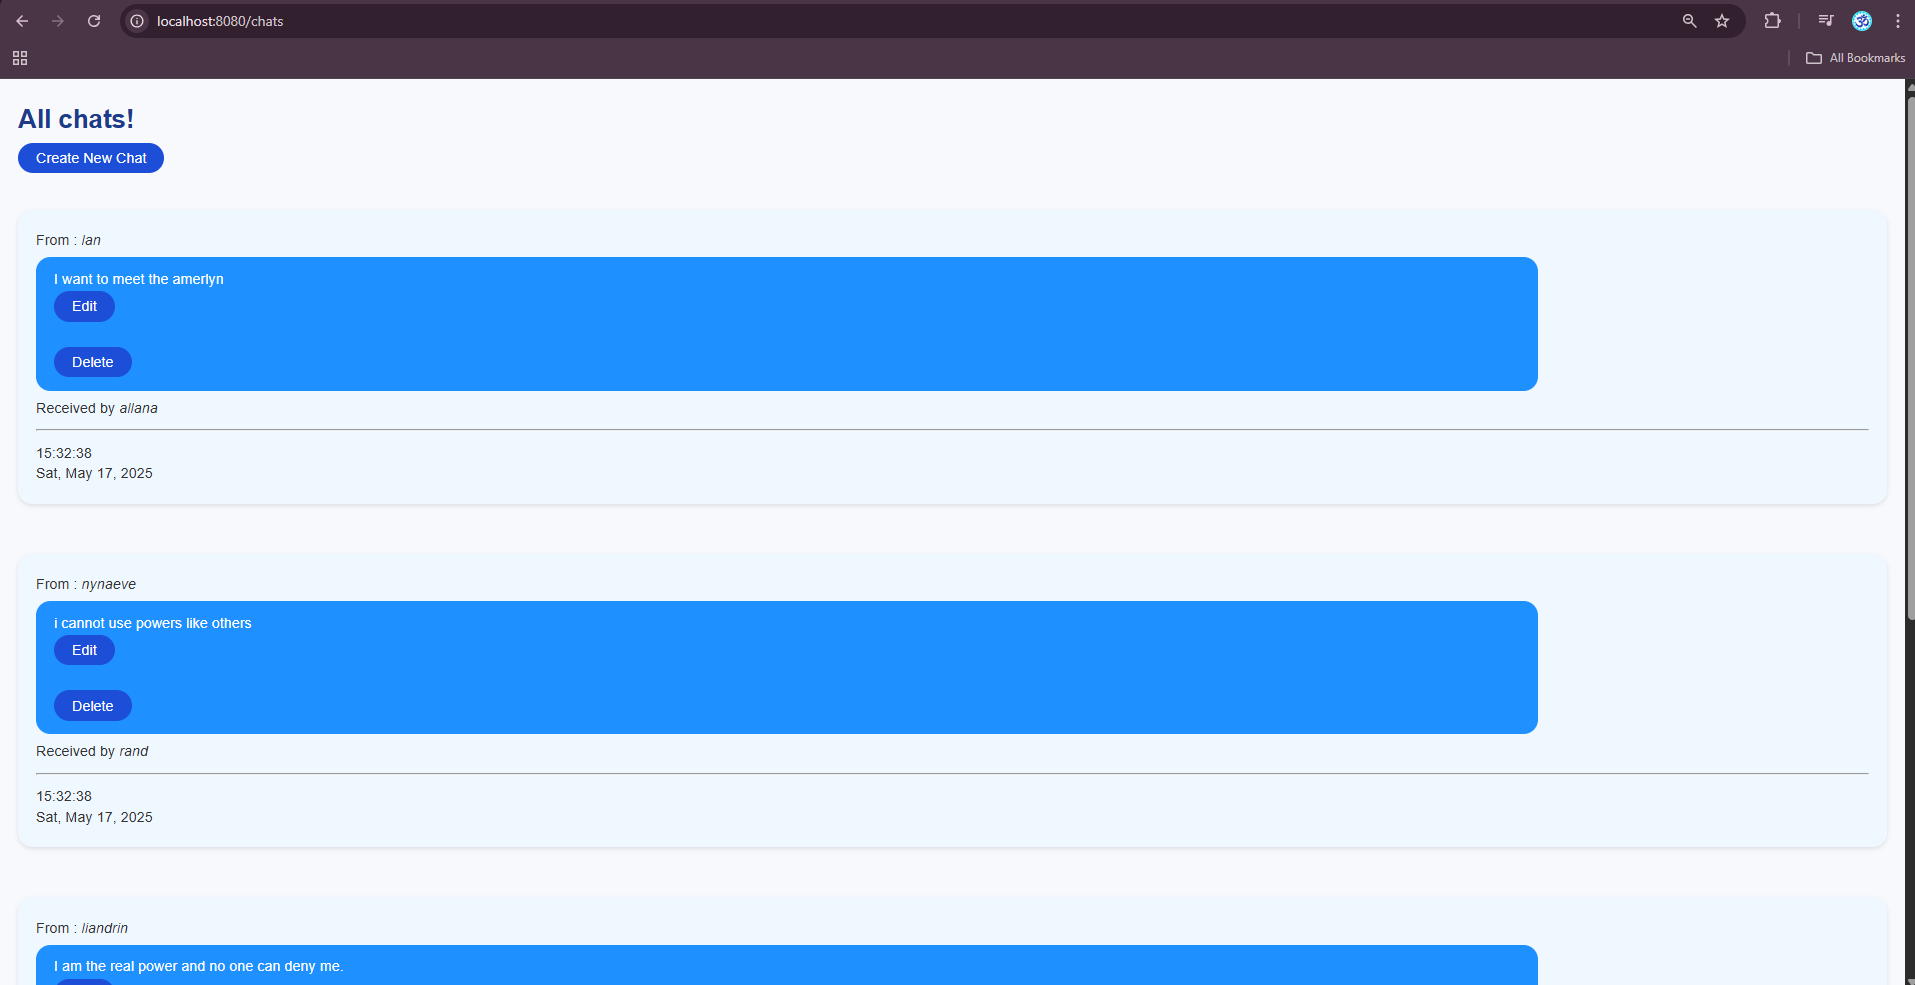 localhost:8080/chats
All Bookmarks
All chats!
Create New Chat
From : lan
I want to meet the amerlyn
Edit
Delete
Received by allana
15:32:38
Sat, May 17, 2025
From : nynaeve
i cannot use powers like others
Edit
Delete
Received by rand
15:32:38
Sat, May 17, 2025
From : liandrin
I am the real power and no one can deny me.